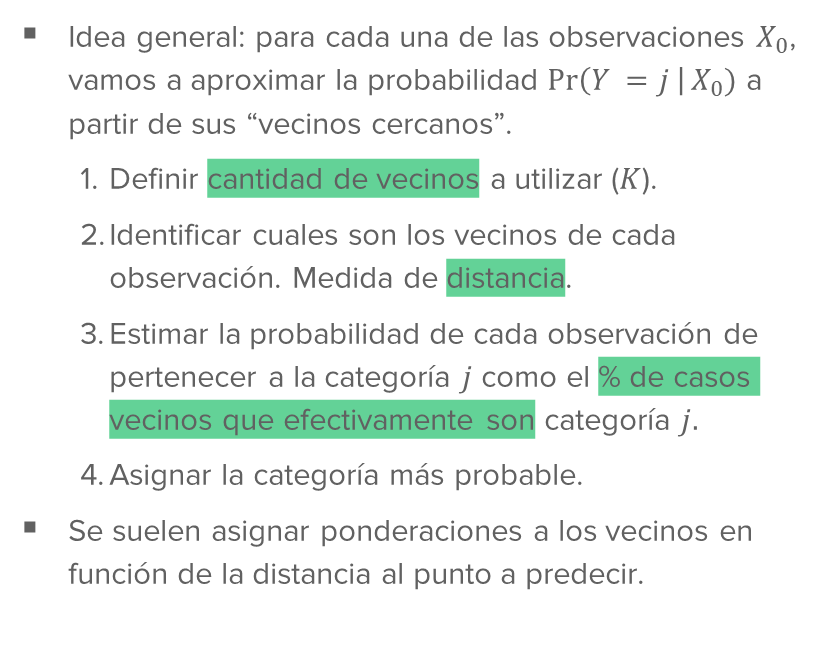 ▪ Idea general: para cada una de las observaciones X₀,
vamos a aproximar la probabilidad Pr(Y = j | X₀) a
partir de sus “vecinos cercanos”.
1. Definir cantidad de vecinos a utilizar (K).
2. Identificar cuales son los vecinos de cada
observación. Medida de distancia.
3. Estimar la probabilidad de cada observación de
pertenecer a la categoría j como el % de casos
vecinos que efectivamente son categoría j.
4. Asignar la categoría más probable.
▪ Se suelen asignar ponderaciones a los vecinos en
función de la distancia al punto a predecir.